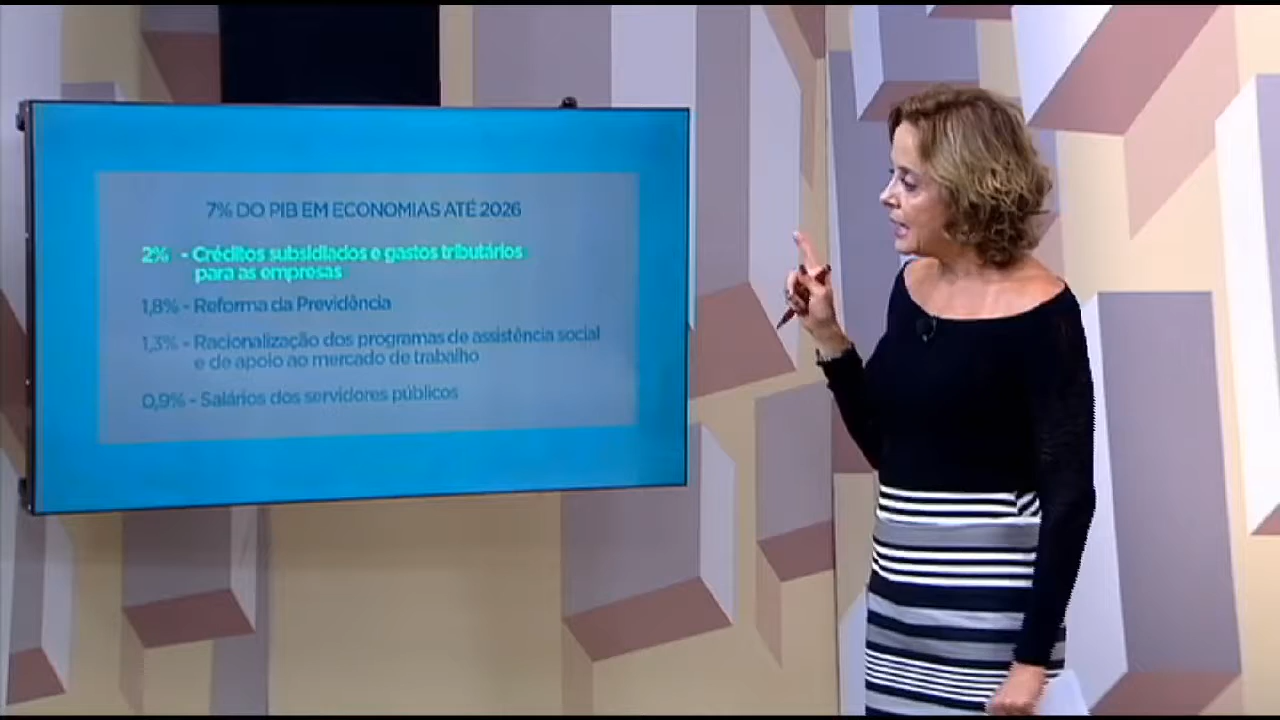 7% DO PIB EM ECONOMIAS ATÉ 2026
2% - Créditos subsidiados e gastos tributários
para as empresas
1,8% - Reforma da Previdência
1,3% - Racionalização dos programas de assistência social
e de apoio ao mercado de trabalho
0,9% - Salários dos servidores públicos